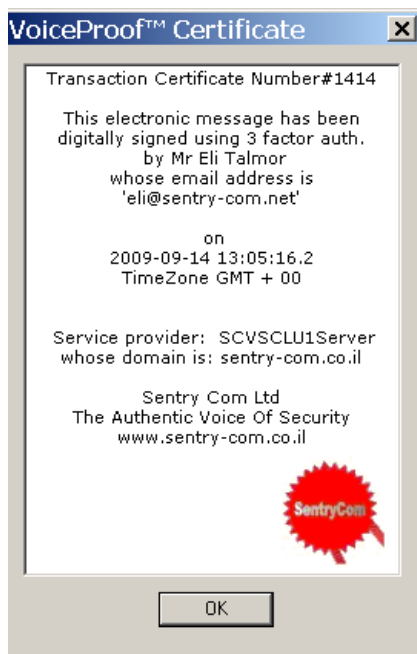 VoiceProof™ Certificate
Transaction Certificate Number#1414
This electronic message has been
digitally signed using 3 factor auth.
by Mr Eli Talmor
whose email address is
'eli@sentry-com.net'
on
2009-09-14 13:05:16.2
TimeZone GMT + 00
Service provider:  SCVSCLU1Server
whose domain is: sentry-com.co.il
Sentry Com Ltd
The Authentic Voice Of Security
www.sentry-com.co.il
SentryCom
OK